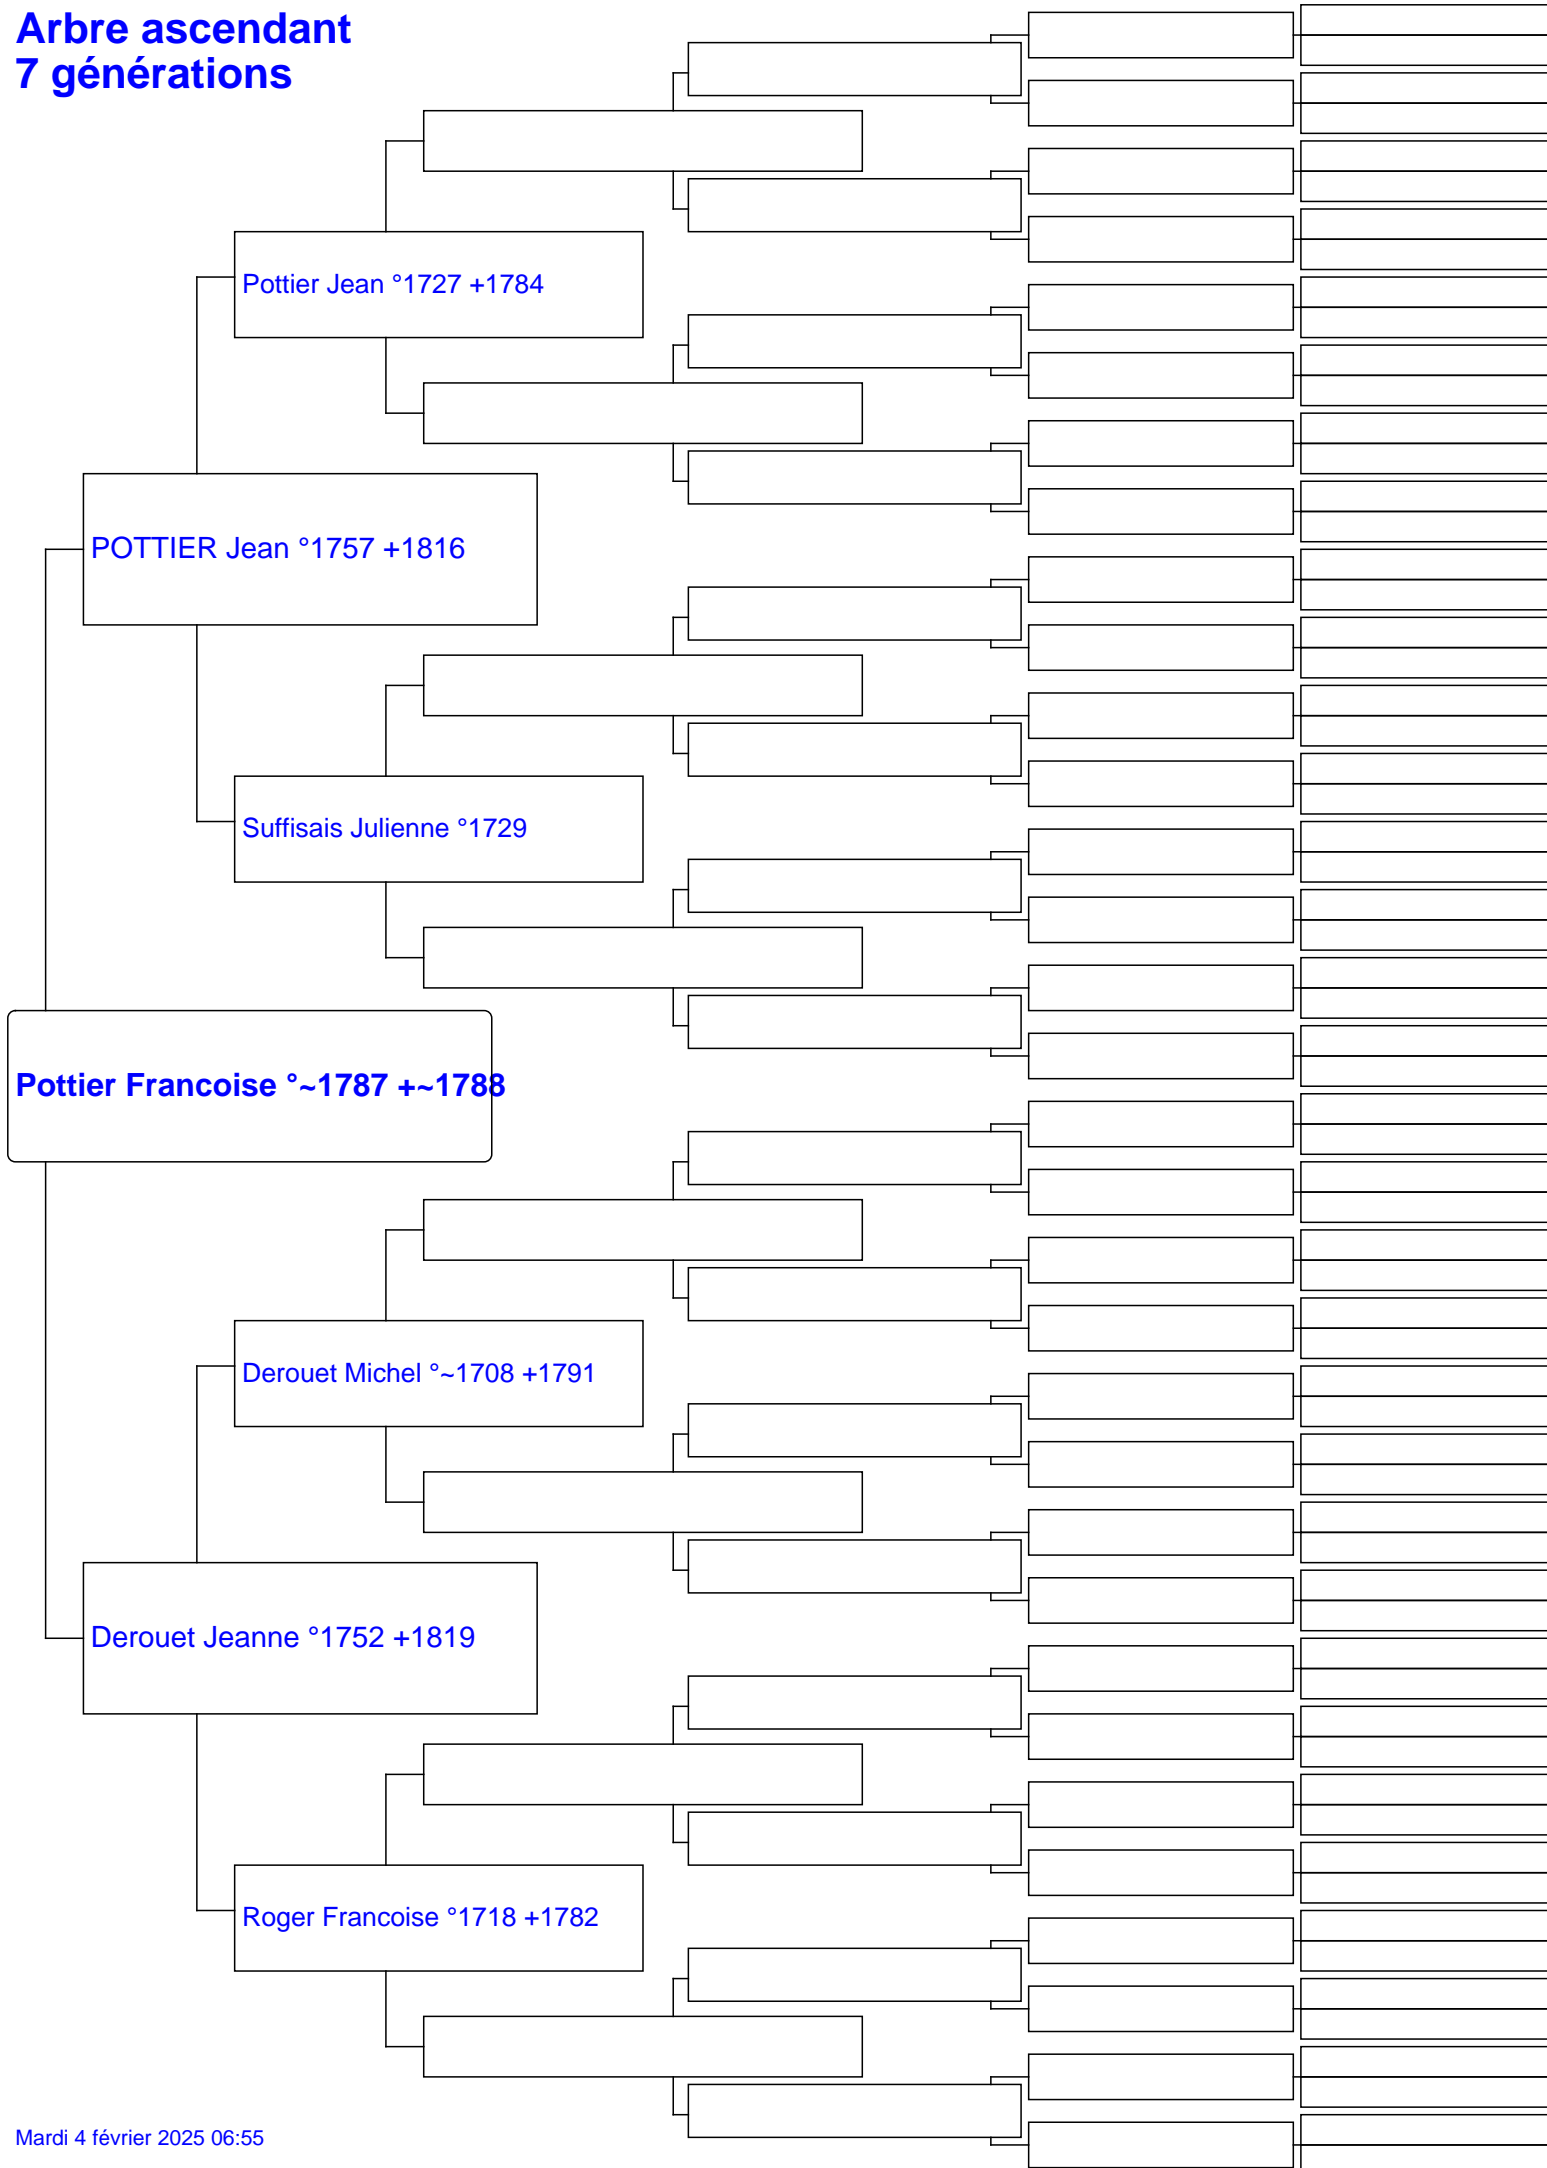 Arbre ascendant
7 générations
Pottier Jean °1727 +1784
POTTIER Jean °1757 +1816
Suffisais Julienne °1729
Pottier Francoise °~1787 +~1788
Derouet Michel °~1708 +1791
Derouet Jeanne °1752 +1819
Roger Francoise °1718 +1782
Mardi 4 février 2025 06:55